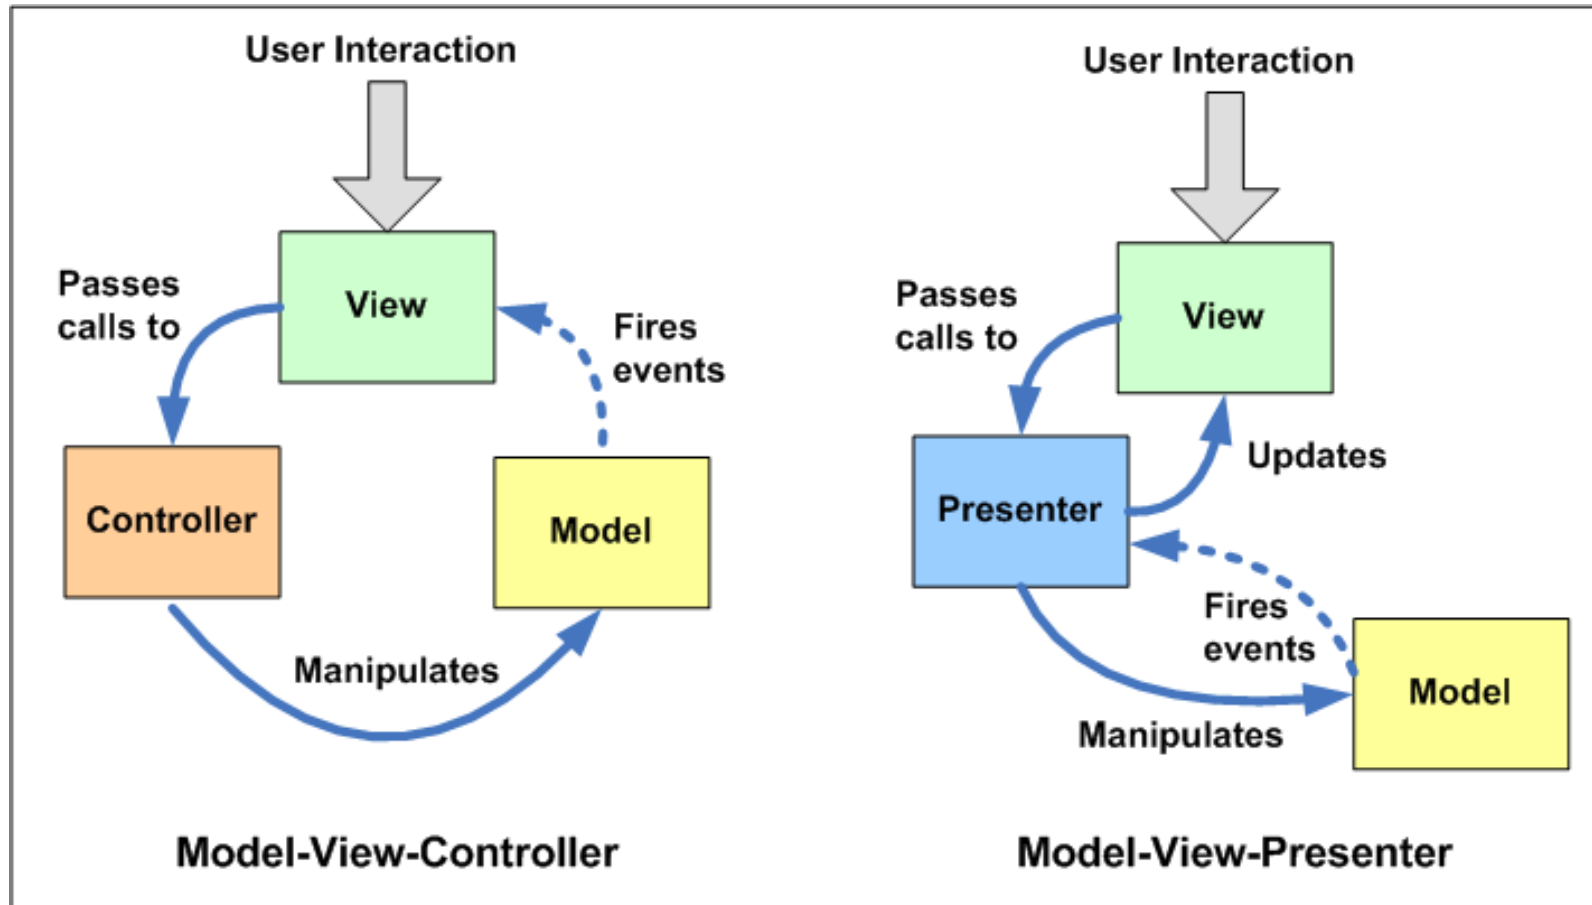 User Interaction
Passes
calls to
View
Fires
events
Controller
Model
Manipulates
Model-View-Controller
User Interaction
Passes
calls to
View
Updates
Presenter
Fires
events
Model
Manipulates
Model-View-Presenter